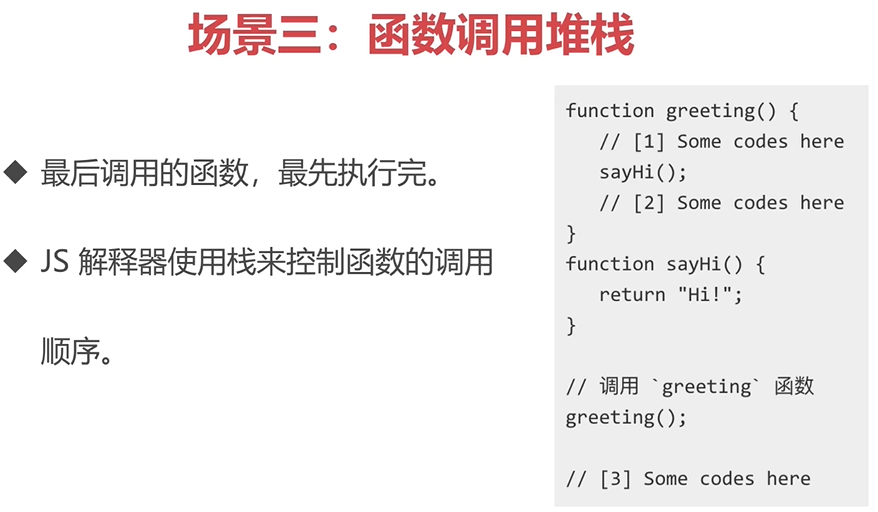 场景三：函数调用堆栈
◆ 最后调用的函数，最先执行完。
◆ JS 解释器使用栈来控制函数的调用
顺序。
function greeting() {
   // [1] Some codes here
   sayHi();
   // [2] Some codes here
}
function sayHi() {
   return "Hi!";
}

// 调用 `greeting` 函数
greeting();

// [3] Some codes here